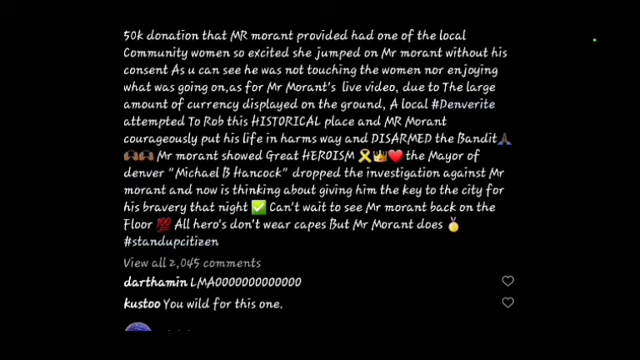 50k donation that MR morant provided had one of the local
Community women so excited she jumped on Mr morant without his
consent As u can see he was not touching the women nor enjoying
what was going on,as for Mr Morant's live video, due to The large
amount of currency displayed on the ground, A local #Denverite
attempted To Rob this HISTORICAL place and MR Morant
courageously put his life in harms way and DISARMED the Bandit🙏🏿
🙌🏾🙌🏾 Mr morant showed Great HEROISM 🎗️👑❤️ the Mayor of
denver "Michael B Hancock" dropped the investigation against Mr
morant and now is thinking about giving him the key to the city for
his bravery that night ✅ Can't wait to see Mr morant back on the
Floor 💯 All hero's don't wear capes But Mr Morant does 🏅
#standupcitizen
View all 2,045 comments
darthamin LMAOOOOOOOOOOOOO
kustoo You wild for this one.